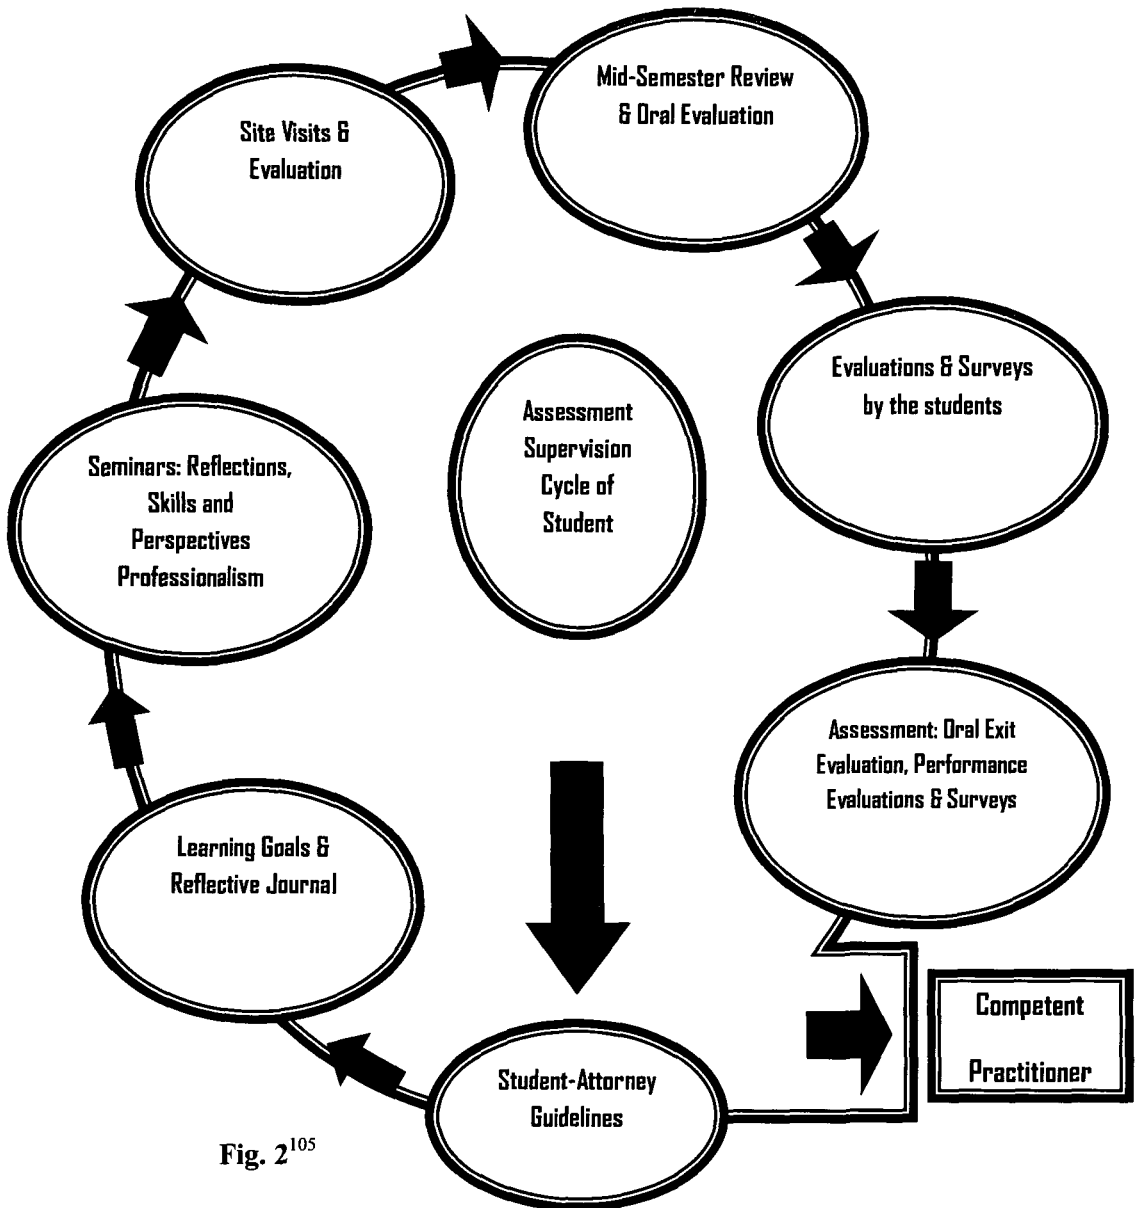 Mid-Semester Review
& Oral Evaluation
Site Visits &
Evaluation
Evaluations & Surveys
by the students
Assessment
Supervision
Cycle of
Student
Seminars: Reflections,
Skills and
Perspectives
Professionalism
Assessment: Oral Exit
Evaluation, Performance
Evaluations & Surveys
Learning Goals &
Reflective Journal
Competent
Practitioner
Student-Attorney
Guidelines
Fig. 2105